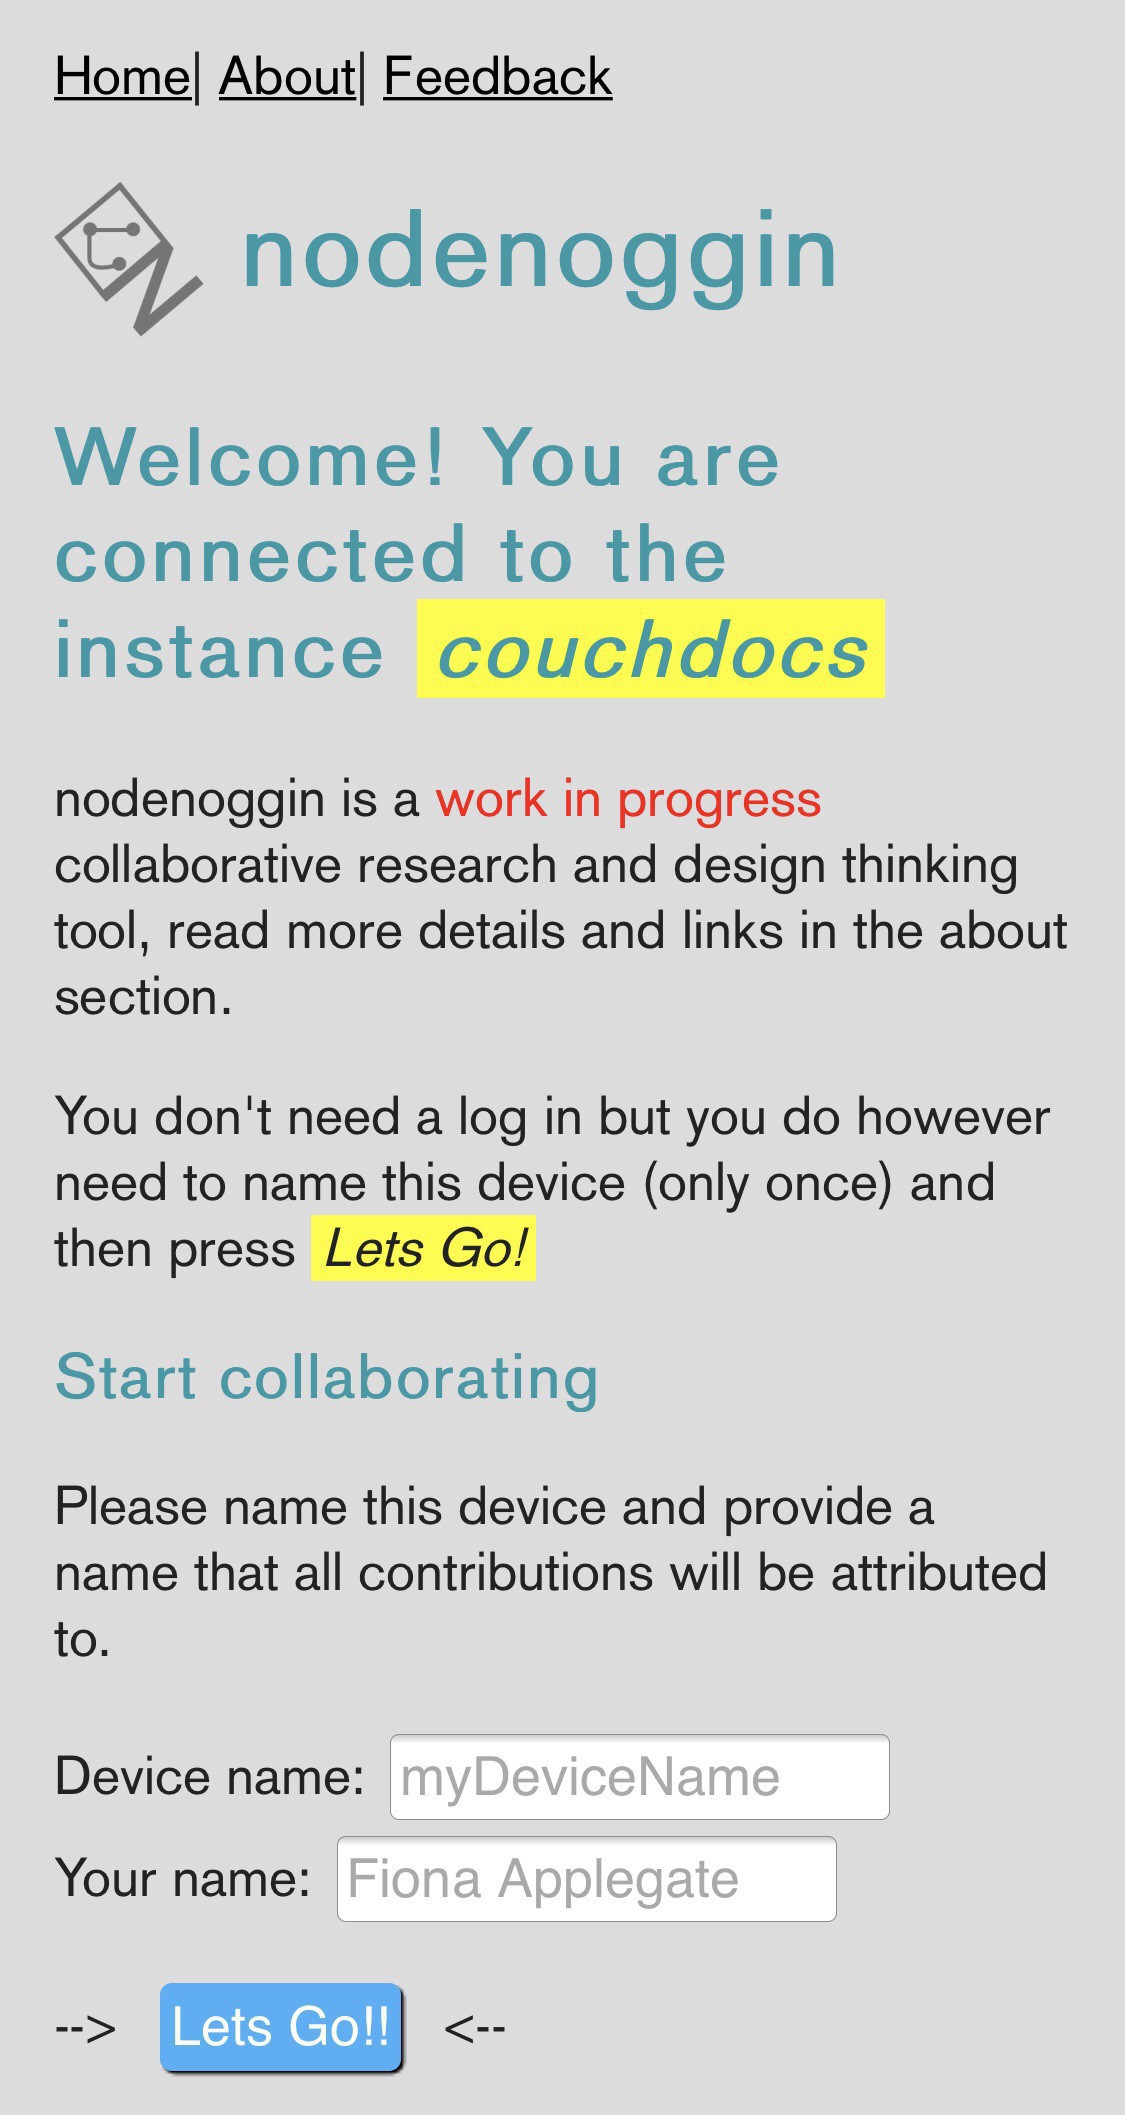 Home| About| Feedback
nodenoggin
Welcome! You are
connected to the
instance couchdocs
nodenoggin is a work in progress
collaborative research and design thinking
tool, read more details and links in the about
section.
You don't need a log in but you do however
need to name this device (only once) and
then press Lets Go!
Start collaborating
Please name this device and provide a
name that all contributions will be attributed
to.
Device name: myDeviceName
Your name: Fiona Applegate
--> Lets Go!! <--